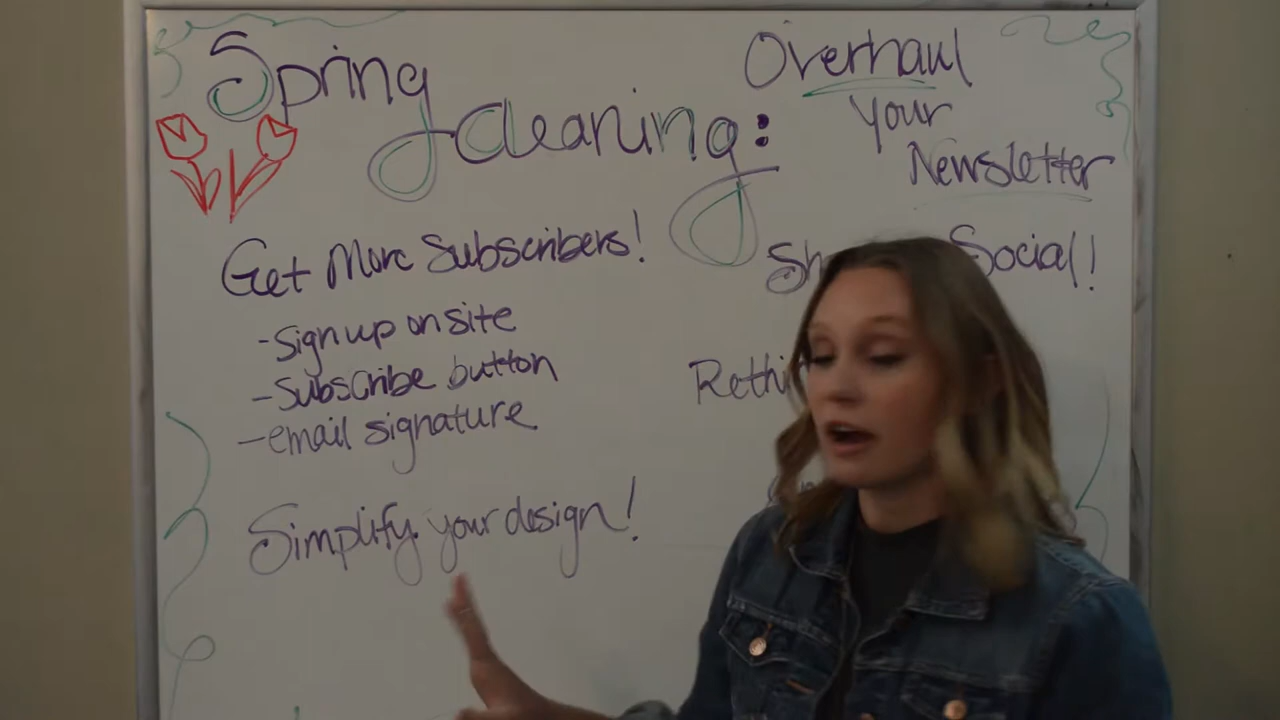 Spring
Cleaning:
Overhaul
Your
Newsletter
Get More Subscribers!
- Sign up on site
- Subscribe button
- email signature
Simplify your design!
Social!